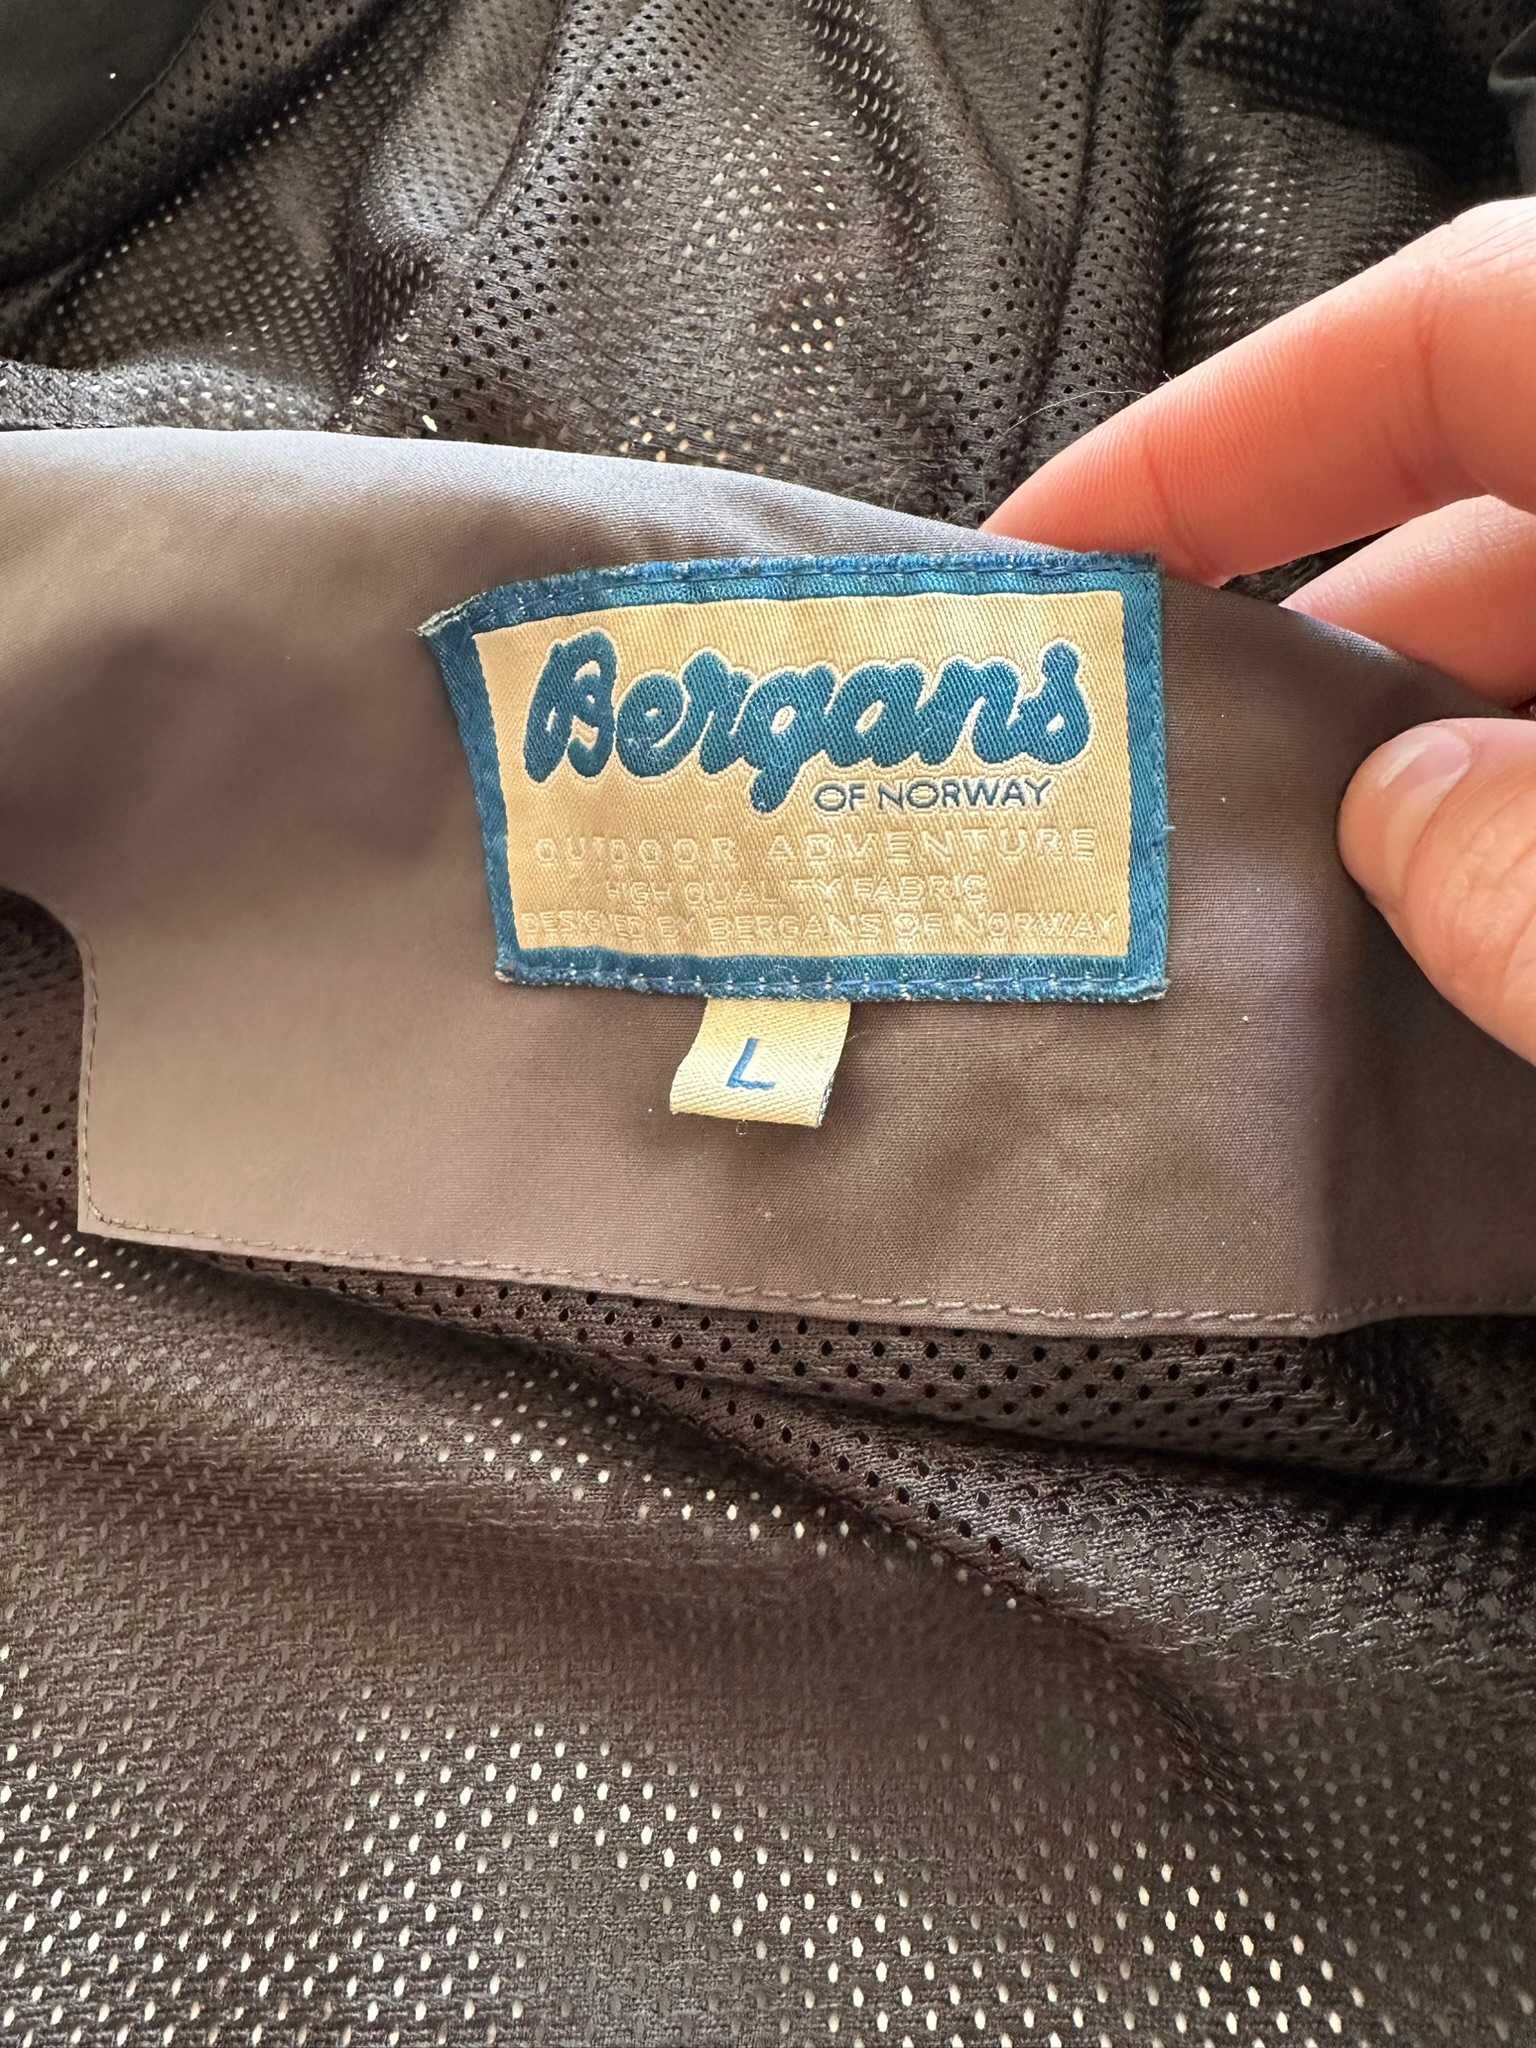 Bergans
OF NORWAY
OUTDOOR ADVENTURE
HIGH QUALITY FABRIC
DESIGNED BY BERGANS OF NORWAY
L